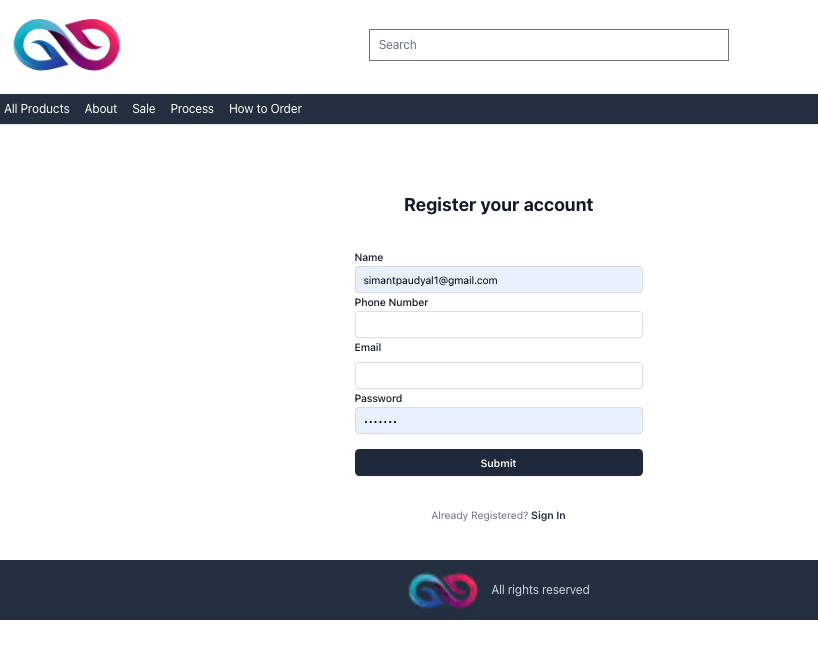 Search
All Products About Sale Process How to Order
Register your account
Name
simantpaudyal1@gmail.com
Phone Number
Email
Password
•••••••
Submit
Already Registered? Sign In
All rights reserved